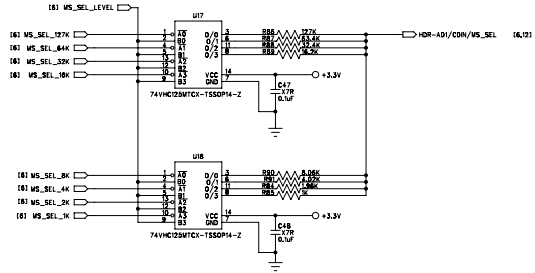 [6] MS_SEL_LEVEL
U17
[6] MS_SEL_127K
[6] MS_SEL_64K
[6] MS_SEL_32K
[6] MS_SEL_16K
1 A0 O/0 3 R86 127K
2 B0 O/1 6 R87 63.4K
4 A1 O/2 11 R88 32.4K
5 B1 O/3 8 R89 16.2K
13 A2
12 B2
10 A3 VCC 14 +3.3V
9 B3 GND 7
C47
X7R
0.1uF
74VHC125MTCX-TSSOP14-Z
HDR-AD1/CDIN/MS_SEL [6,12]
U18
[6] MS_SEL_8K
[6] MS_SEL_4K
[6] MS_SEL_2K
[6] MS_SEL_1K
1 A0 O/0 3 R90 8.06K
2 B0 O/1 6 R91 4.02K
4 A1 O/2 11 R84 1.96K
5 B1 O/3 8 R85 1K
13 A2
12 B2
10 A3 VCC 14 +3.3V
9 B3 GND 7
C48
X7R
0.1uF
74VHC125MTCX-TSSOP14-Z